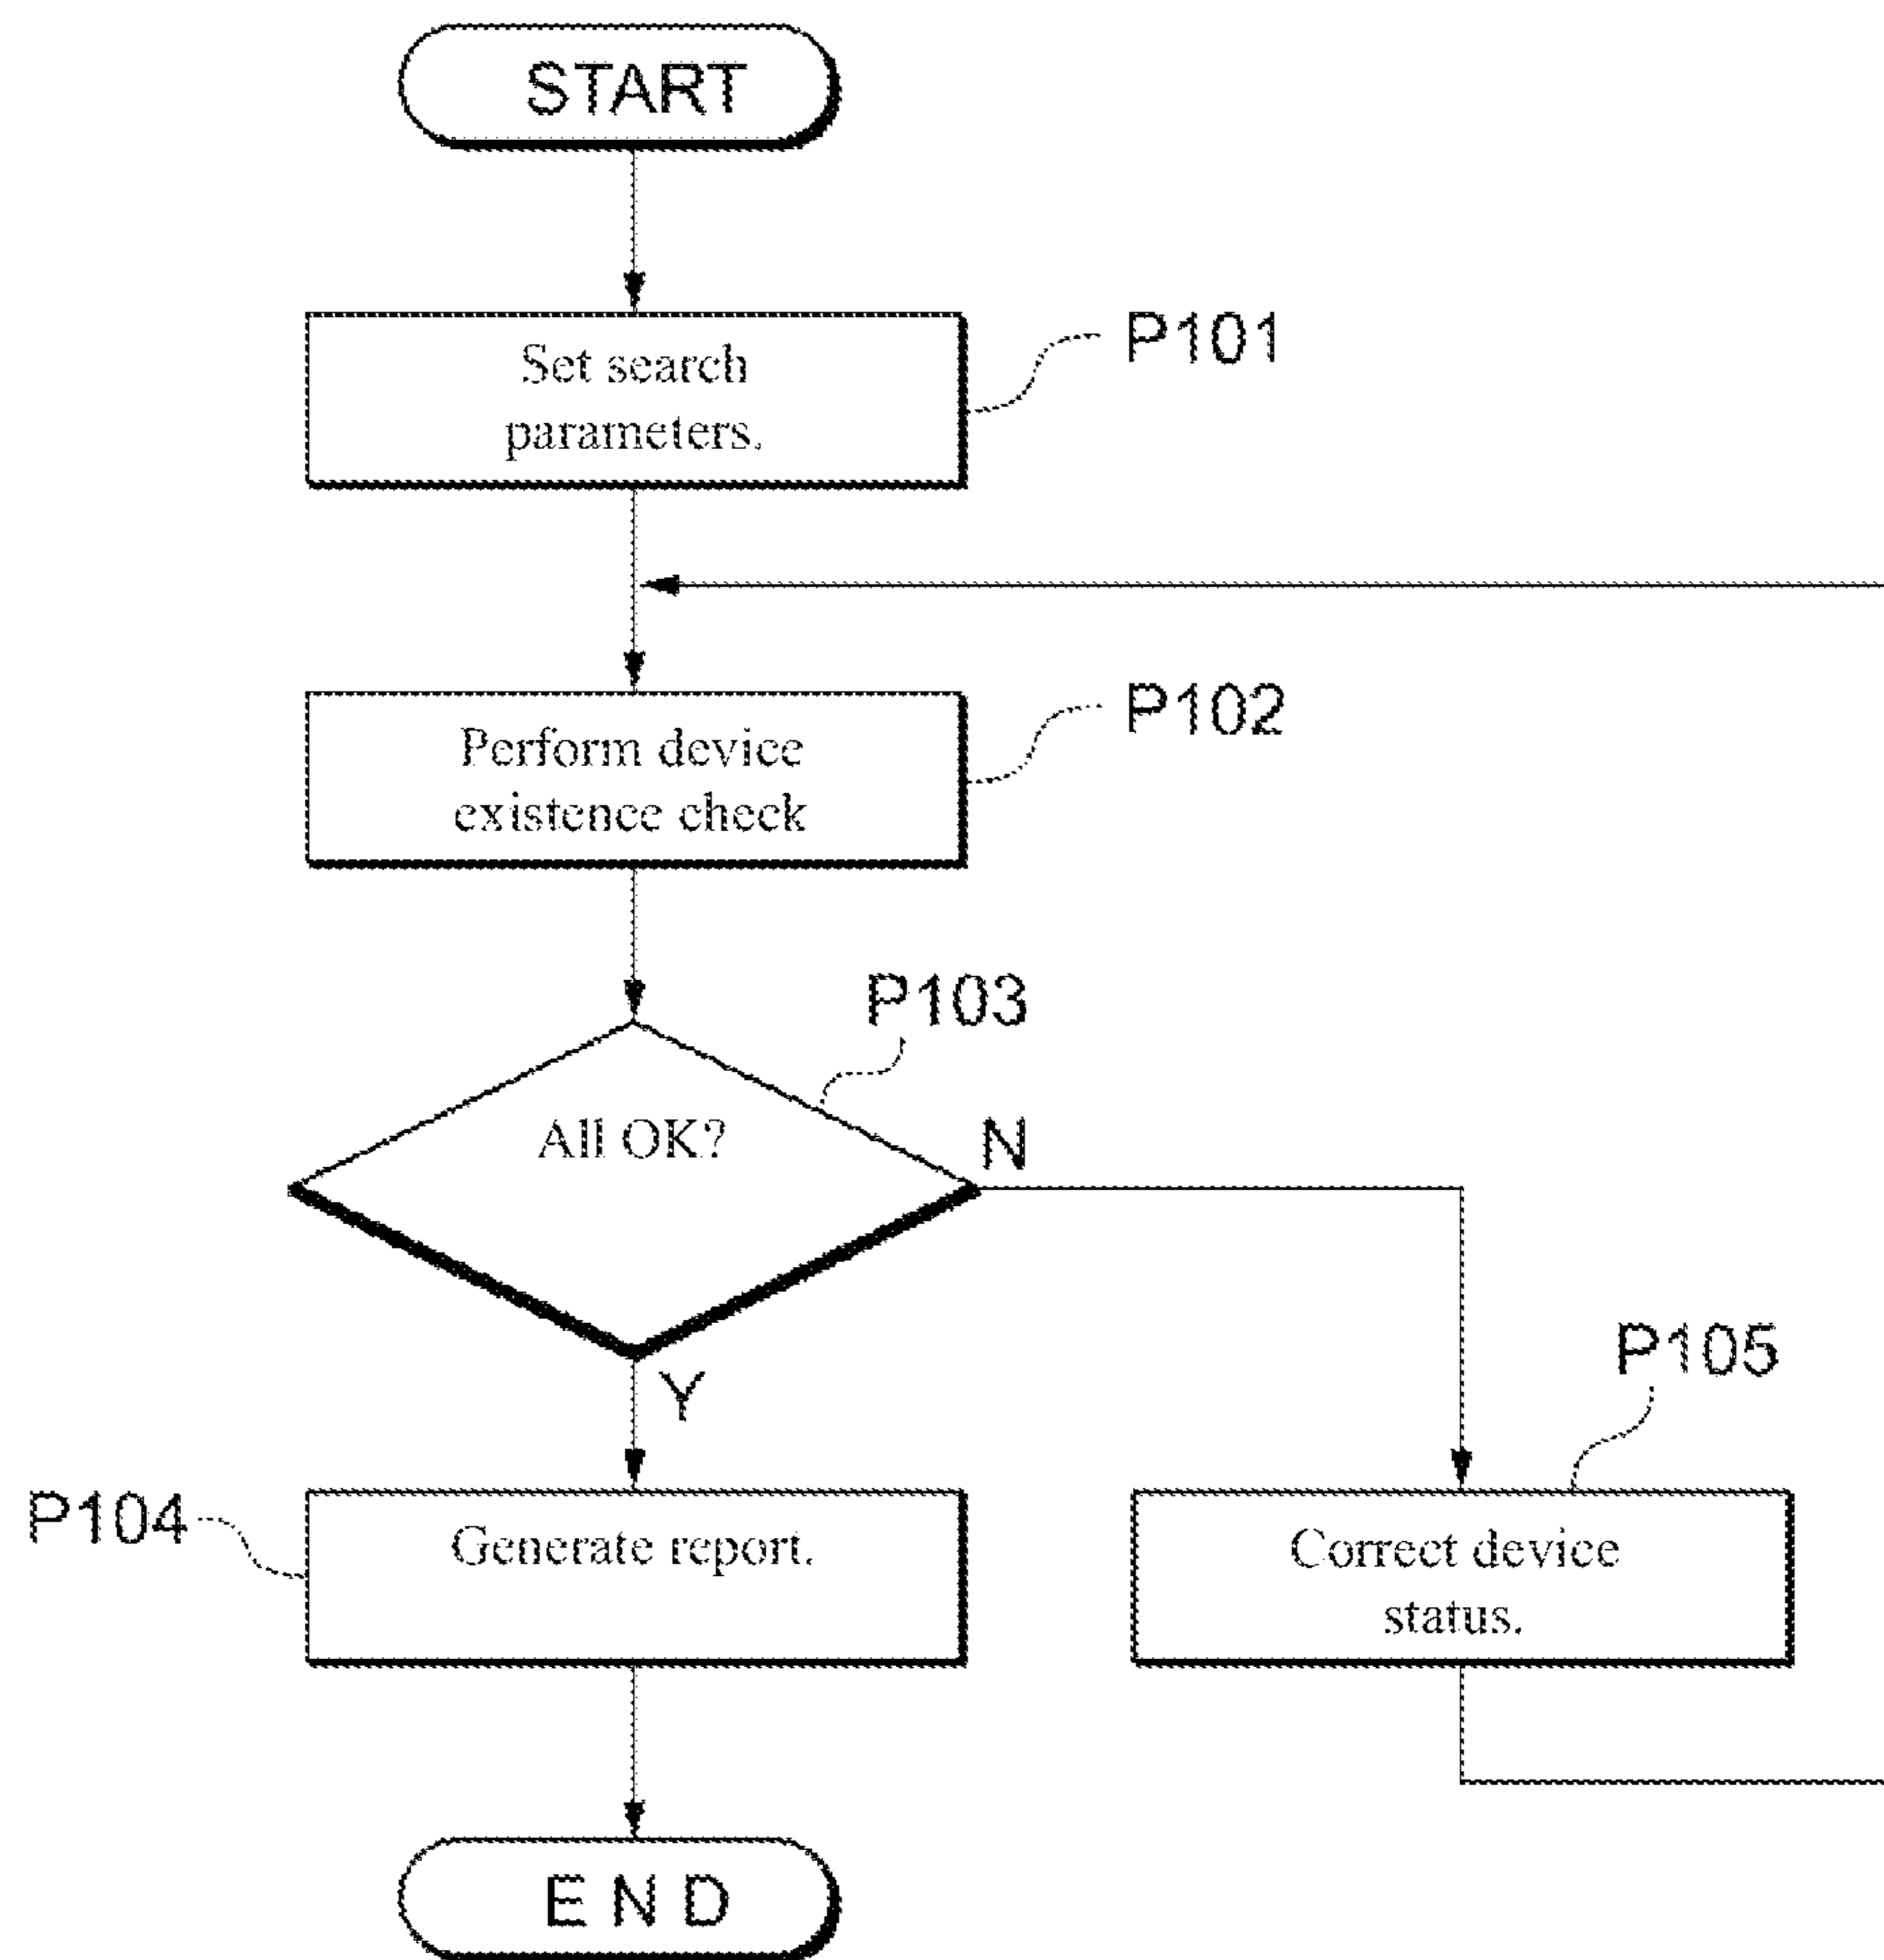 START
Set search
parameters.
P101
Perform device
existence check
P102
P103
All OK?
N
Y
P105
P104
Generate report.
Correct device
status.
E N D